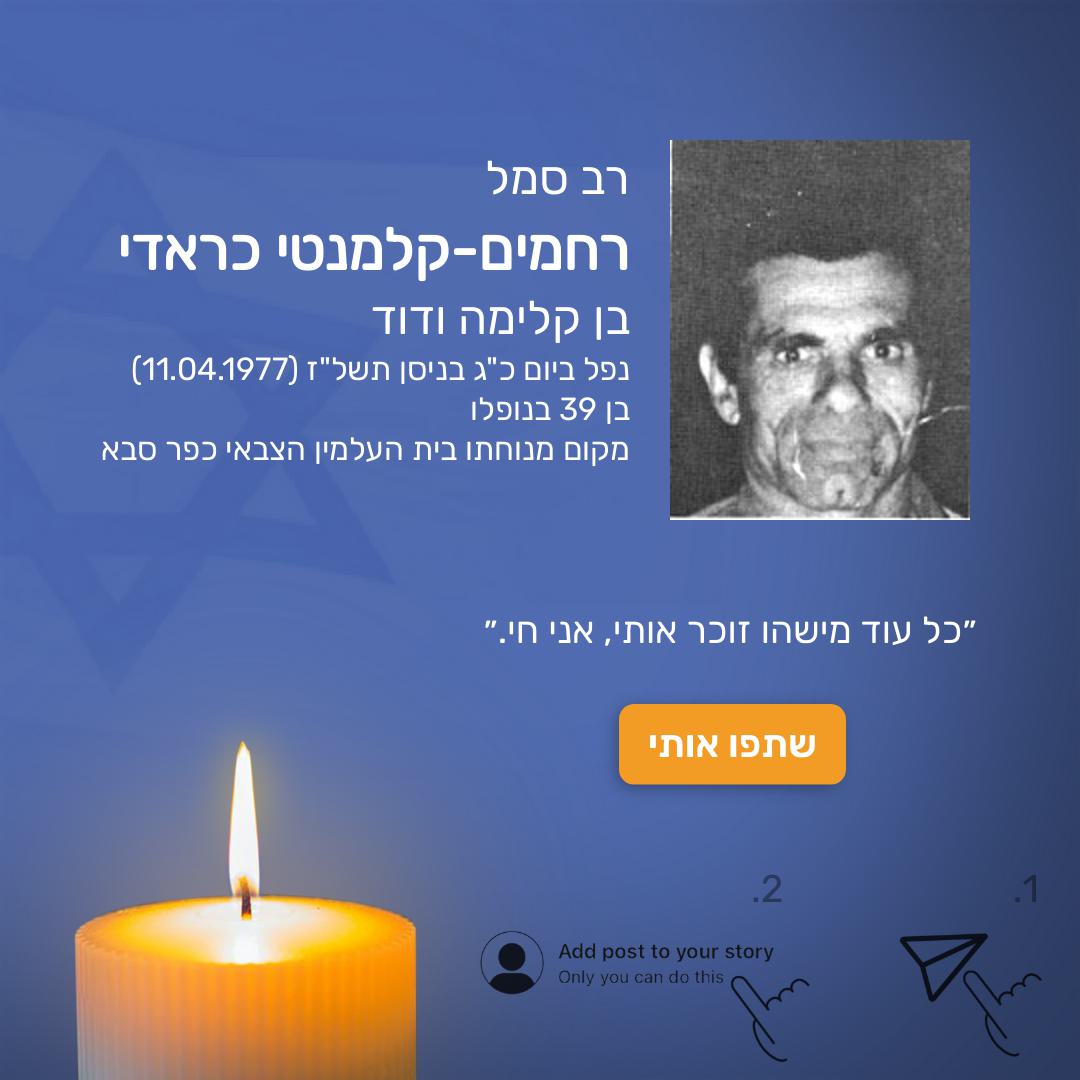 רב סמל
רחמים-קלמנטי כראדי
בן קלימה ודוד
נפל ביום כ"ג בניסן תשל"ז (11.04.1977)
בן 39 בנופלו
מקום מנוחתו בית העלמין הצבאי כפר סבא
״כל עוד מישהו זוכר אותי, אני חי.״
שתפו אותי
1.
2.
Add post to your story
Only you can do this